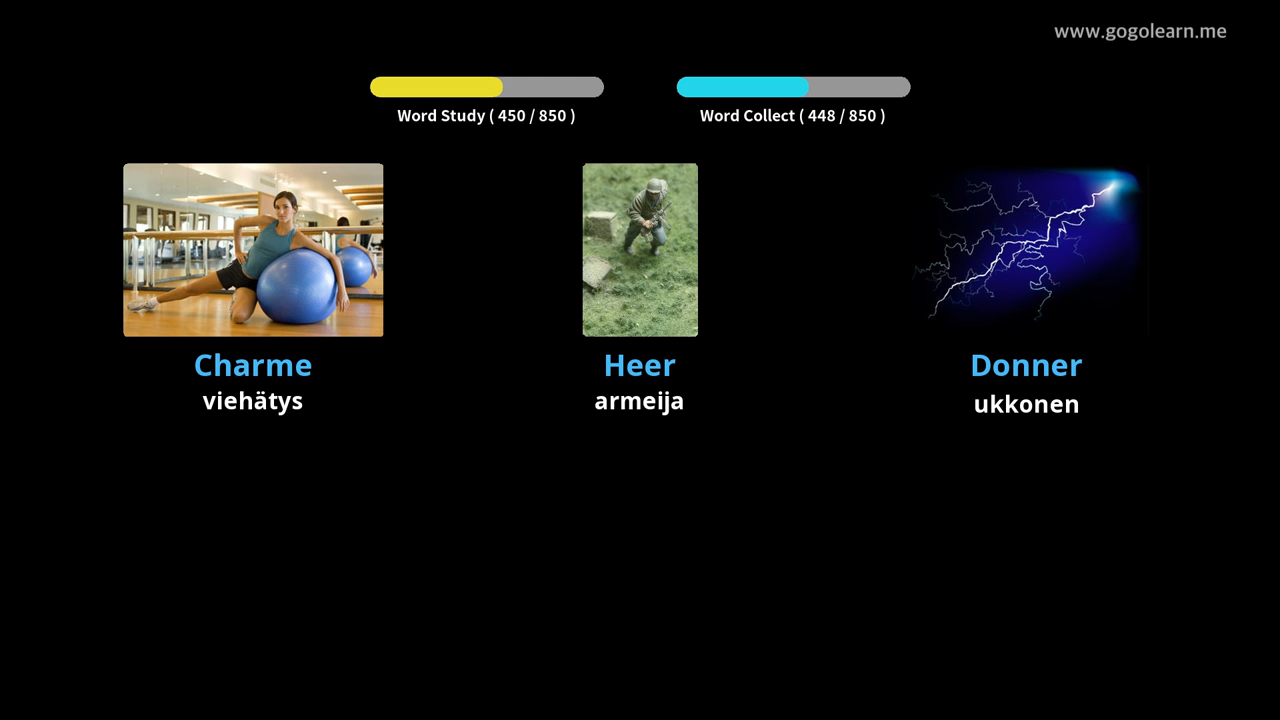 www.gogolearn.me
Word Study ( 450 / 850 )
Word Collect ( 448 / 850 )
Charme
viehätys
Heer
armeija
Donner
ukkonen